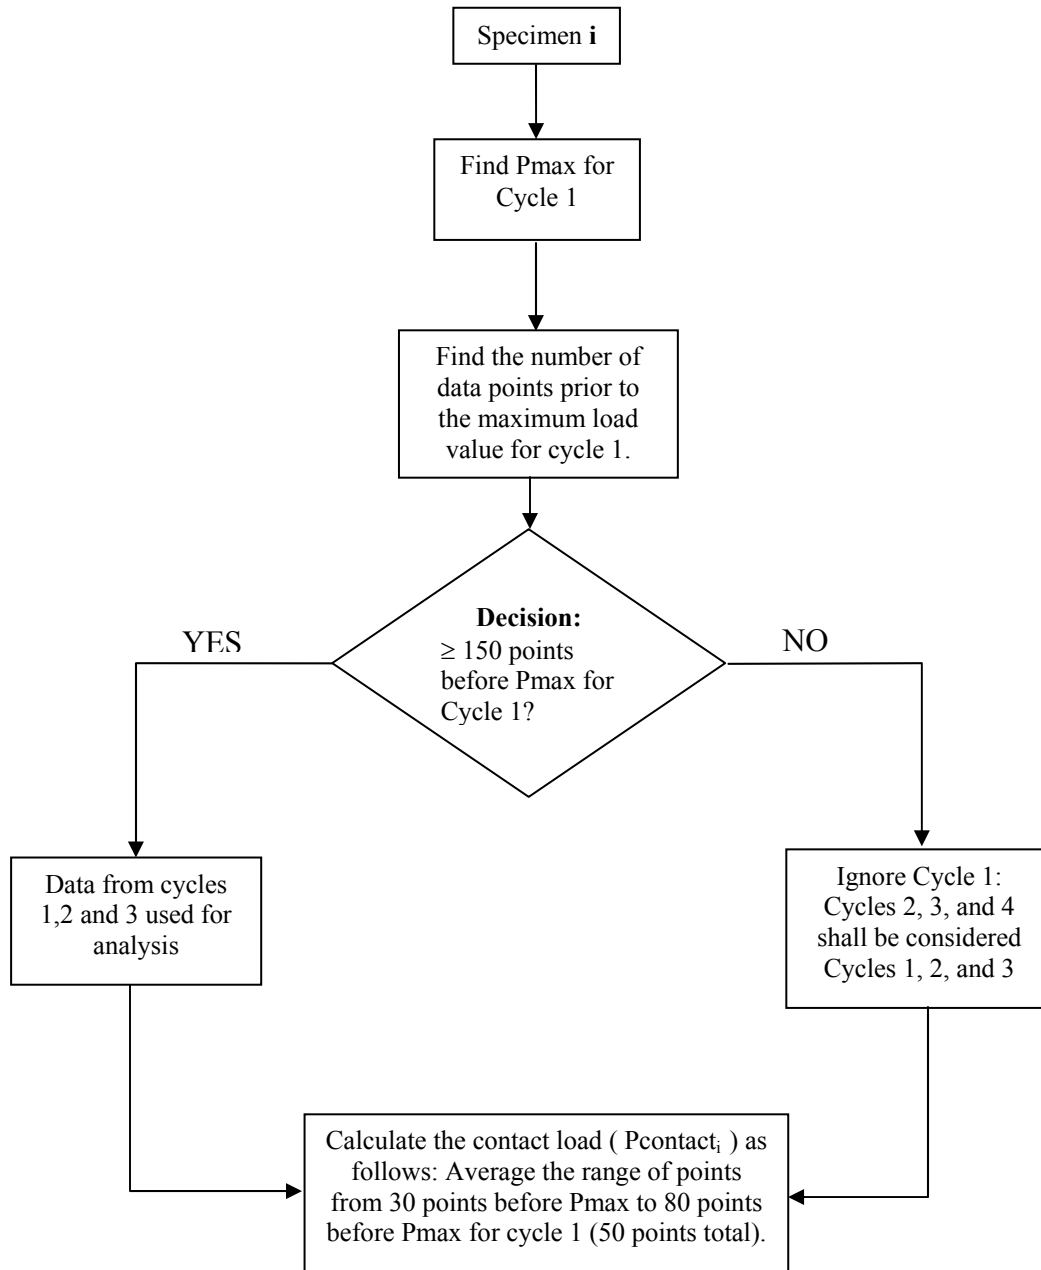 Specimen i
Find Pmax for
Cycle 1
Find the number of
data points prior to
the maximum load
value for cycle 1.
Decision:
≥ 150 points
before Pmax for
Cycle 1?
YES
NO
Data from cycles
1,2 and 3 used for
analysis
Ignore Cycle 1:
Cycles 2, 3, and 4
shall be considered
Cycles 1, 2, and 3
Calculate the contact load ( Pcontactᵢ ) as
follows: Average the range of points
from 30 points before Pmax to 80 points
before Pmax for cycle 1 (50 points total).